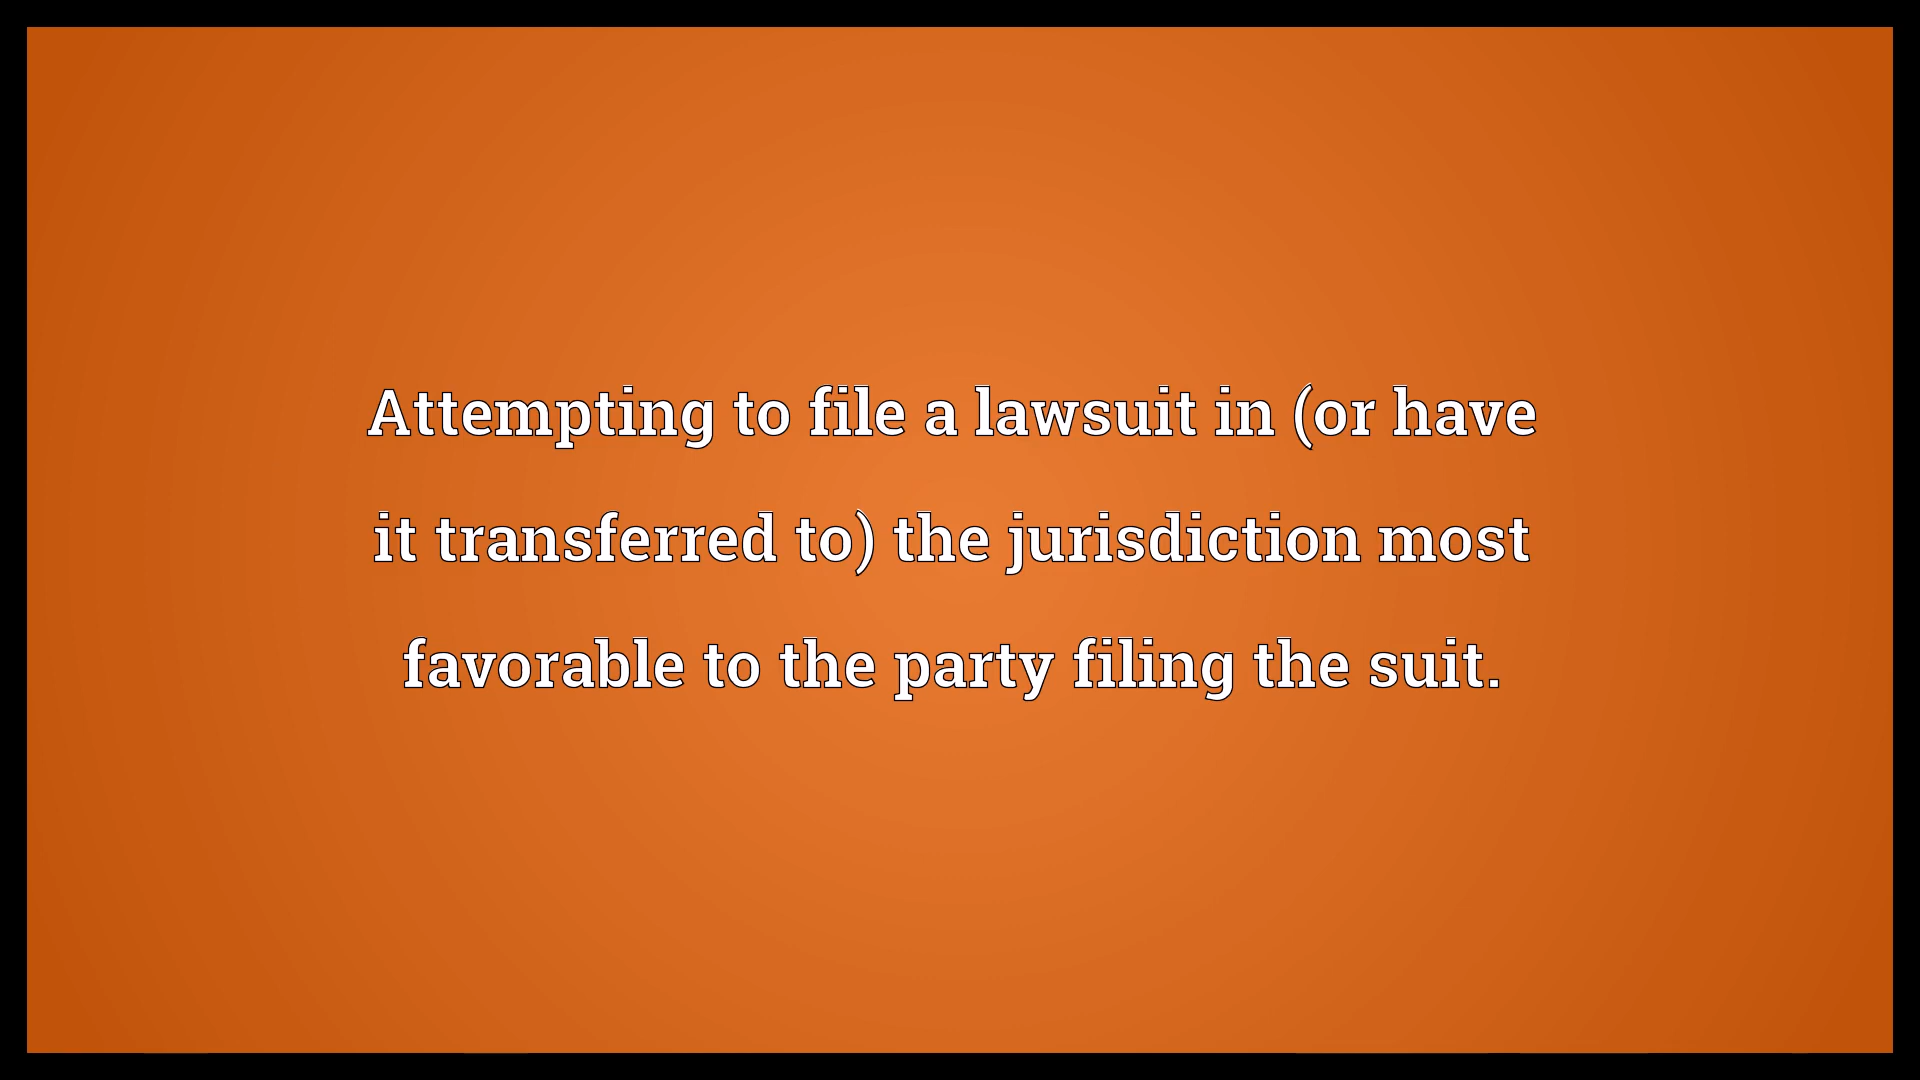 Attempting to file a lawsuit in (or have
it transferred to) the jurisdiction most
favorable to the party filing the suit.